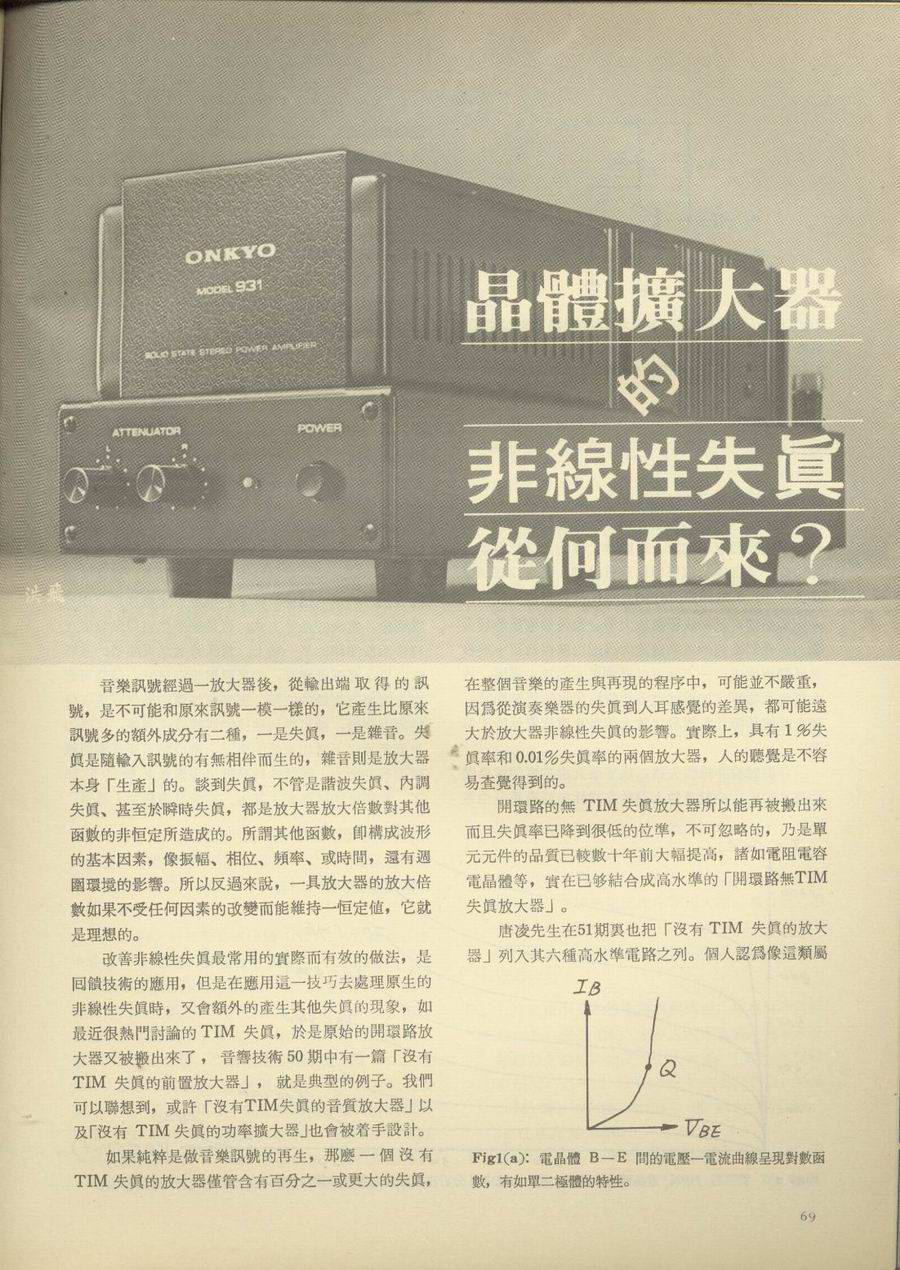 ONKYO
MODEL 931
SOLID STATE STEREO POWER AMPLIFIER
ATTENUATOR
POWER
晶體擴大器
的
非線性失眞
從何而來？
洪飛
音樂訊號經過一放大器後，從輸出端取得的訊
號，是不可能和原來訊號一模一樣的，它產生比原來
訊號多的額外成分有二種，一是失眞，一是雜音。失
眞是隨輸入訊號的有無相伴而生的，雜音則是放大器
本身「生產」的。談到失眞，不管是諧波失眞、內調
失眞、甚至於瞬時失眞，都是放大器放大倍數對其他
函數的非恒定所造成的。所謂其他函數，卽構成波形
的基本因素，像振幅、相位、頻率、或時間，還有週
圍環境的影響。所以反過來說，一具放大器的放大倍
數如果不受任何因素的改變而能維持一恒定値，它就
是理想的。
改善非線性失眞最常用的實際而有效的做法，是
回饋技術的應用，但是在應用這一技巧去處理原生的
非線性失眞時，又會額外的產生其他失眞的現象，如
最近很熱門討論的 TIM 失眞，於是原始的開環路放
大器又被搬出來了，音響技術 50 期中有一篇「沒有
TIM 失眞的前置放大器」，就是典型的例子。我們
可以聯想到，或許「沒有TIM失眞的音質放大器」以
及「沒有 TIM 失眞的功率擴大器」也會被着手設計。
如果純粹是做音樂訊號的再生，那麼一個沒有
TIM 失眞的放大器僅管含有百分之一或更大的失眞，
在整個音樂的產生與再現的程序中，可能並不嚴重，
因爲從演奏樂器的失眞到人耳感覺的差異，都可能遠
大於放大器非線性失眞的影響。實際上，具有 1 %失
眞率和 0.01%失眞率的兩個放大器，人的聽覺是不容
易查覺得到的。
開環路的無 TIM 失眞放大器所以能再被搬出來
而且失眞率已降到很低的位準，不可忽略的，乃是單
元元件的品質已較數十年前大幅提高，諸如電阻電容
電晶體等，實在已够結合成高水準的「開環路無TIM
失眞放大器」。
唐凌先生在51期裏也把「沒有 TIM 失眞的放大
器」列入其六種高水準電路之列。個人認爲像這類屬
IB
Q
VBE
Fig1(a)：電晶體 B—E 間的電壓—電流曲線呈現對數函
數，有如單二極體的特性。
69